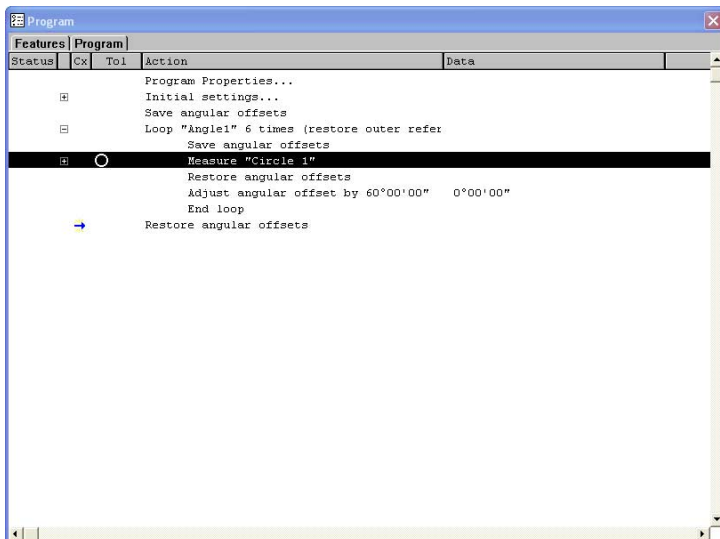 Program
Features Program
Status Cx Tol Action Data
Program Properties...
Initial settings...
Save angular offsets
Loop "Angle1" 6 times (restore outer refer
Save angular offsets
Measure "Circle 1"
Restore angular offsets
Adjust angular offset by 60°00'00" 0°00'00"
End loop
Restore angular offsets